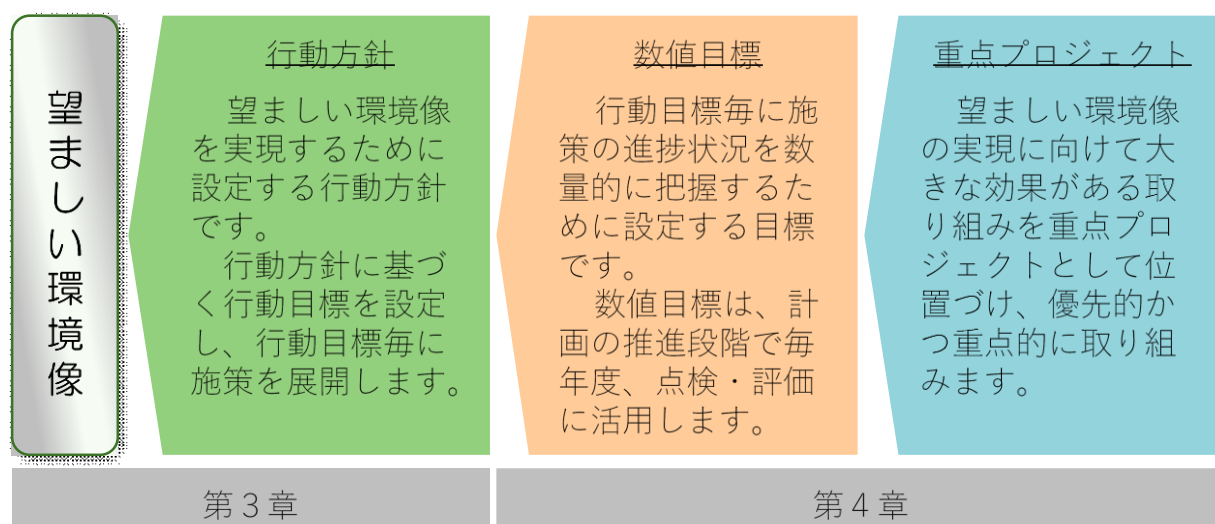 望ましい環境像
行動方針
望ましい環境像
を実現するために
設定する行動方針
です。
行動方針に基づ
く行動目標を設定
し、行動目標毎に
施策を展開します。
数値目標
行動目標毎に施
策の進捗状況を数
量的に把握するた
めに設定する目標
です。
数値目標は、計
画の推進段階で毎
年度、点検・評価
に活用します。
重点プロジェクト
望ましい環境像
の実現に向けて大
きな効果がある取
り組みを重点プロ
ジェクトとして位
置づけ、優先的か
つ重点的に取り組
みます。
第３章
第４章